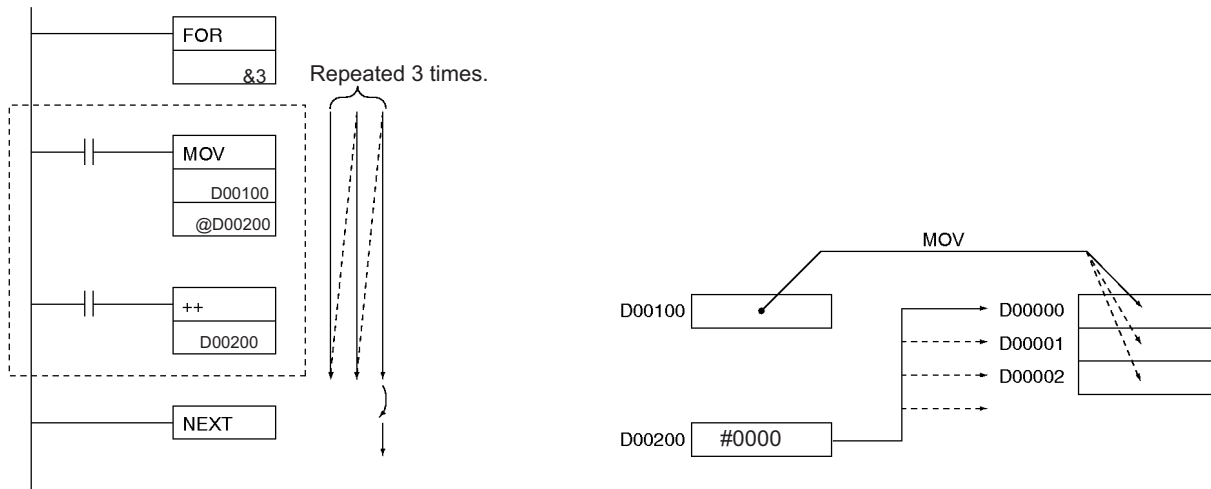 FOR
&3
Repeated 3 times.
MOV
D00100
@D00200
++
D00200
NEXT
MOV
D00100
D00000
D00001
D00002
D00200
#0000